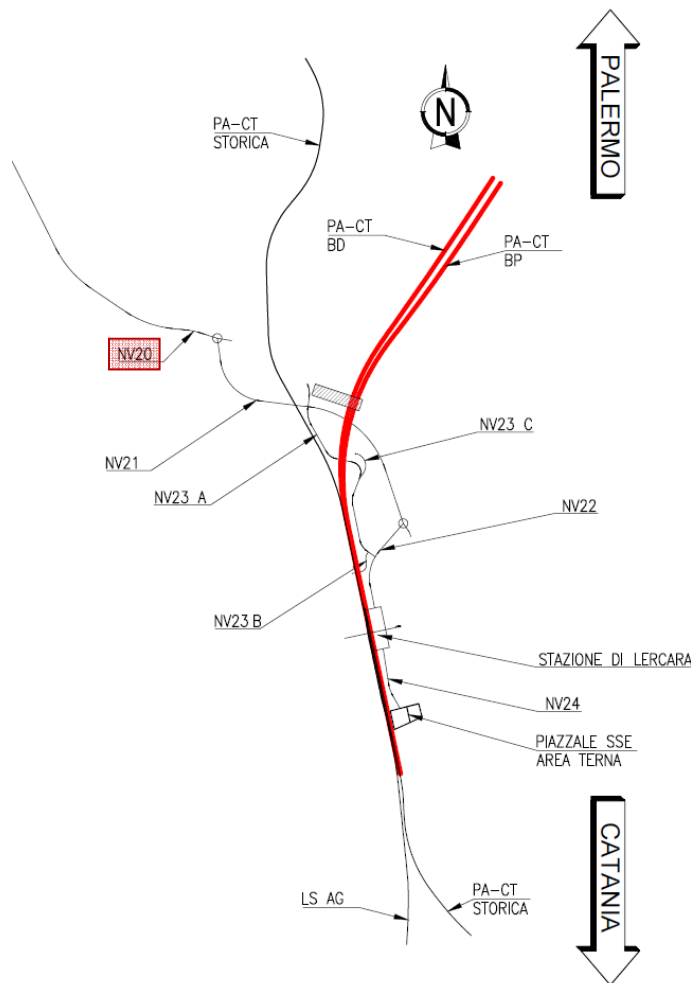 PALERMO
PA-CT
STORICA
N
PA-CT
BD
PA-CT
BP
NV20
NV23 C
NV21
NV23 A
NV22
NV23 B
STAZIONE DI LERCARA
NV24
PIAZZALE SSE
AREA TERNA
CATANIA
LS AG
PA-CT
STORICA